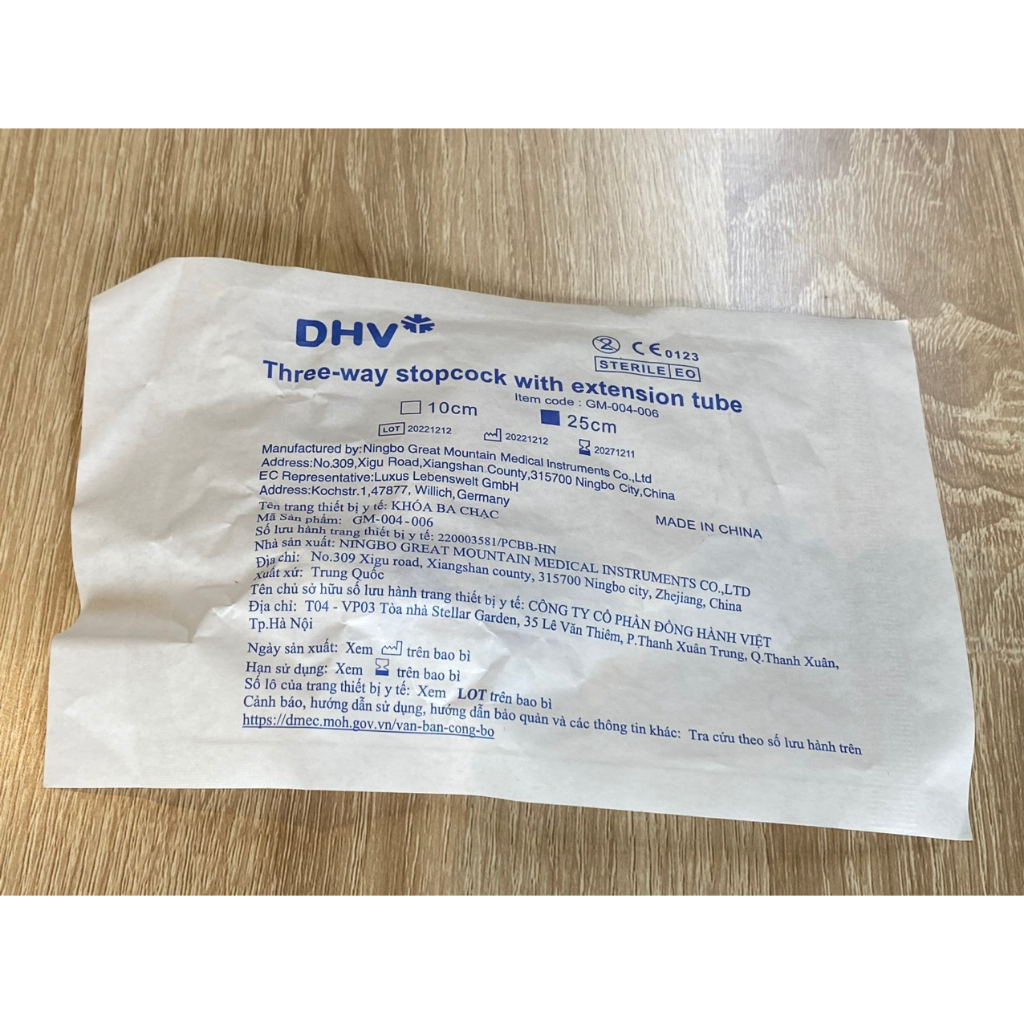 DHV
2 CE 0123
STERILE EO
Three-way stopcock with extension tube
Item code : GM-004-006
10cm 25cm
LOT 20221212 20221212 20271211
Manufactured by:Ningbo Great Mountain Medical Instruments Co.,Ltd
Address:No.309,Xigu Road,Xiangshan County,315700 Ningbo City,China
EC Representative:Luxus Lebenswelt GmbH
Address:Kochstr.1,47877, Willich,Germany
MADE IN CHINA
Tên trang thiết bị y tế: KHÓA BA CHẠC
Mã Sản phẩm: GM-004-006
Số lưu hành trang thiết bị y tế: 220003581/PCBB-HN
Nhà sản xuất: NINGBO GREAT MOUNTAIN MEDICAL INSTRUMENTS CO.,LTD
Địa chỉ: No.309 Xigu road, Xiangshan county, 315700 Ningbo city, Zhejiang, China
Xuất xứ: Trung Quốc
Tên chủ sở hữu số lưu hành trang thiết bị y tế: CÔNG TY CỔ PHẦN ĐỒNG HÀNH VIỆT
Địa chỉ: T04 - VP03 Tòa nhà Stellar Garden, 35 Lê Văn Thiêm, P.Thanh Xuân Trung, Q.Thanh Xuân,
Tp.Hà Nội
Ngày sản xuất: Xem trên bao bì
Hạn sử dụng: Xem trên bao bì
Số lô của trang thiết bị y tế: Xem LOT trên bao bì
Cảnh báo, hướng dẫn sử dụng, hướng dẫn bảo quản và các thông tin khác: Tra cứu theo số lưu hành trên
https://dmec.moh.gov.vn/van-ban-cong-bo